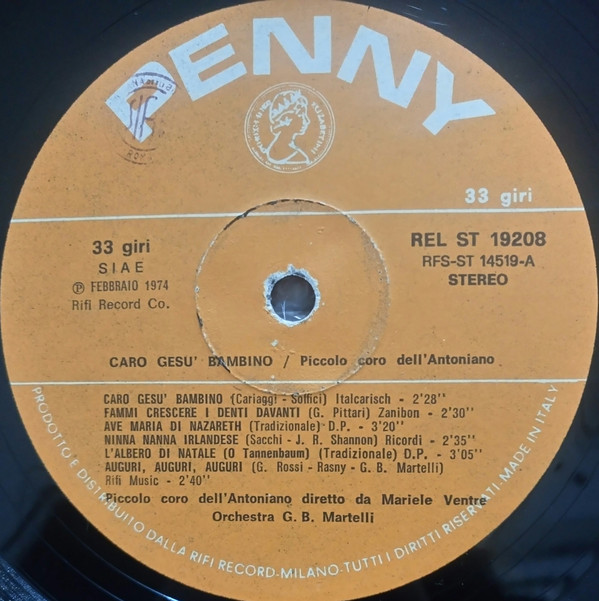 PENNY
33 giri
33 giri
SIAE
℗ FEBBRAIO 1974
Rifi Record Co.
REL ST 19208
RFS-ST 14519-A
STEREO
CARO GESU' BAMBINO / Piccolo coro dell'Antoniano
CARO GESU' BAMBINO (Cariaggi - Soffici) Italcarisch - 2'28''
FAMMI CRESCERE I DENTI DAVANTI (G. Pittari) Zanibon - 2'30''
AVE MARIA DI NAZARETH (Tradizionale) D.P. - 3'20''
NINNA NANNA IRLANDESE (Sacchi - J. R. Shannon) Ricordi - 2'35''
L'ALBERO DI NATALE (O Tannenbaum) (Tradizionale) D.P. - 3'05''
AUGURI, AUGURI, AUGURI (G. Rossi - Rasny - G. B. Martelli)
Rifi Music - 2'40''
Piccolo coro dell'Antoniano diretto da Mariele Ventre
Orchestra G. B. Martelli
PRODOTTO E DISTRIBUITO DALLA RIFI RECORD-MILANO-TUTTI I DIRITTI RISERVATI-MADE IN ITALY